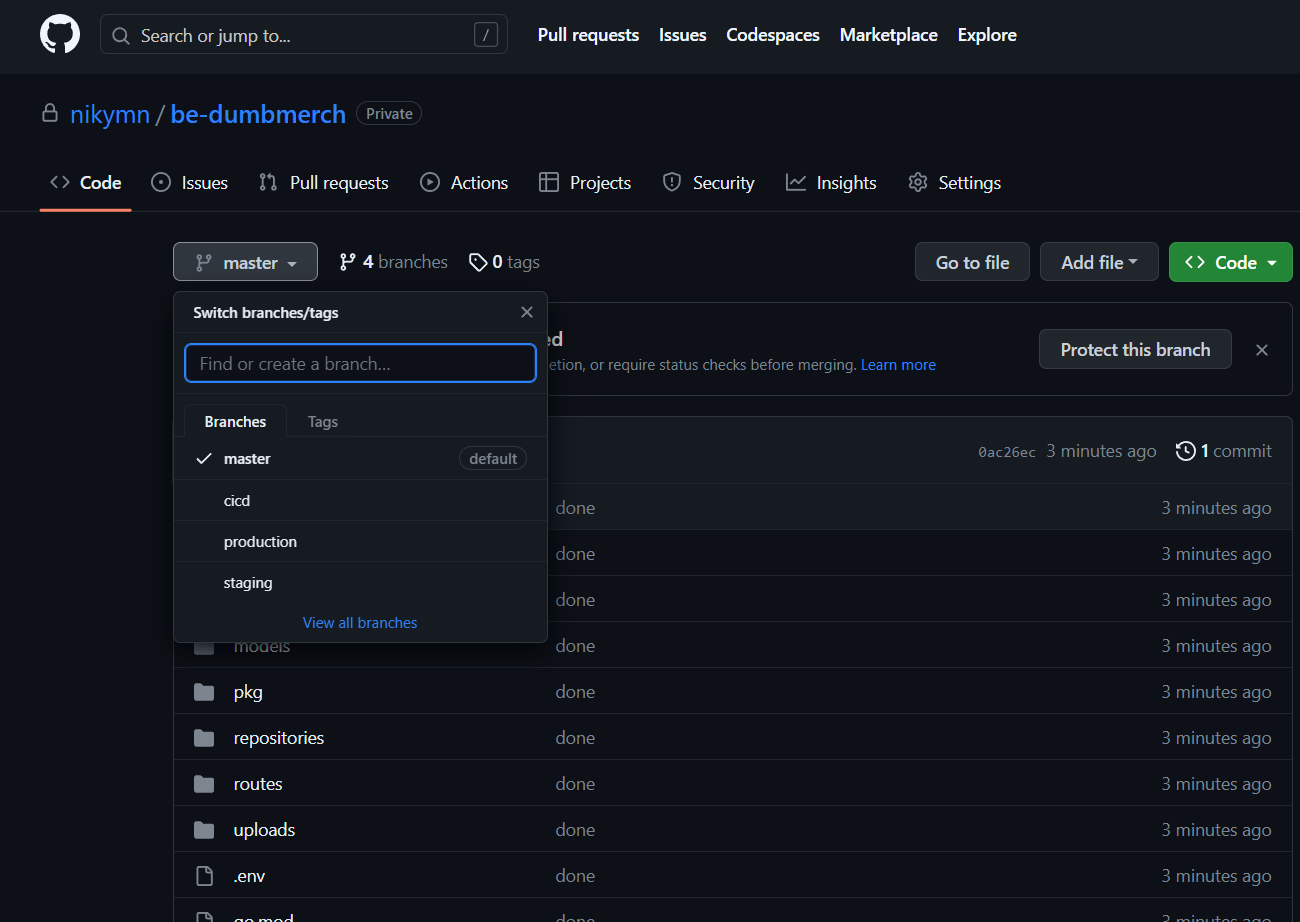 Search or jump to... / Pull requests Issues Codespaces Marketplace Explore
nikymn / be-dumbmerch Private
Code Issues Pull requests Actions Projects Security Insights Settings
master 4 branches 0 tags Go to file Add file Code
Switch branches/tags
ed
Find or create a branch...
etion, or require status checks before merging. Learn more
Protect this branch
Branches Tags
master default
0ac26ec 3 minutes ago 1 commit
cicd
done 3 minutes ago
production
done 3 minutes ago
staging
done 3 minutes ago
View all branches
models done 3 minutes ago
pkg done 3 minutes ago
repositories done 3 minutes ago
routes done 3 minutes ago
uploads done 3 minutes ago
.env done 3 minutes ago
go.mod done 3 minutes ago